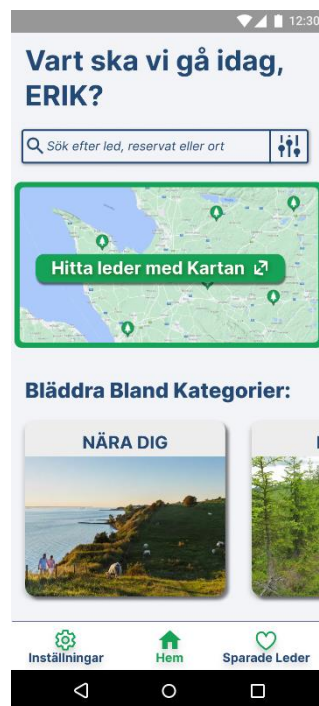 12:30
Vart ska vi gå idag,
ERIK?
Sök efter led, reservat eller ort
Hitta leder med Kartan
Bläddra Bland Kategorier:
NÄRA DIG
Inställningar
Hem
Sparade Leder